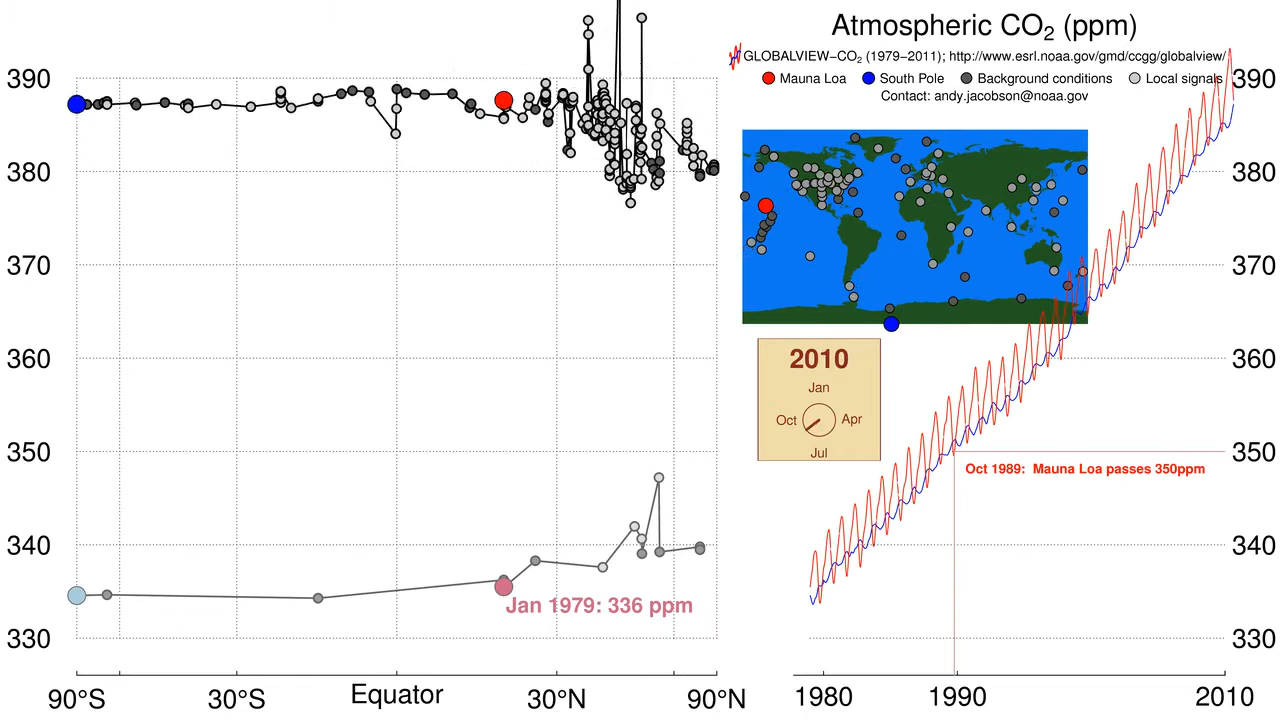 Atmospheric CO₂ (ppm)
GLOBALVIEW−CO₂ (1979−2011); http://www.esrl.noaa.gov/gmd/ccgg/globalview/
Mauna Loa South Pole Background conditions Local signals
Contact: andy.jacobson@noaa.gov
390
380
370
360
350
340
330
90°S 30°S Equator 30°N 90°N
Jan 1979: 336 ppm
2010
Jan
Oct Apr
Jul
Oct 1989: Mauna Loa passes 350ppm
390
380
370
360
350
340
330
1980 1990 2010